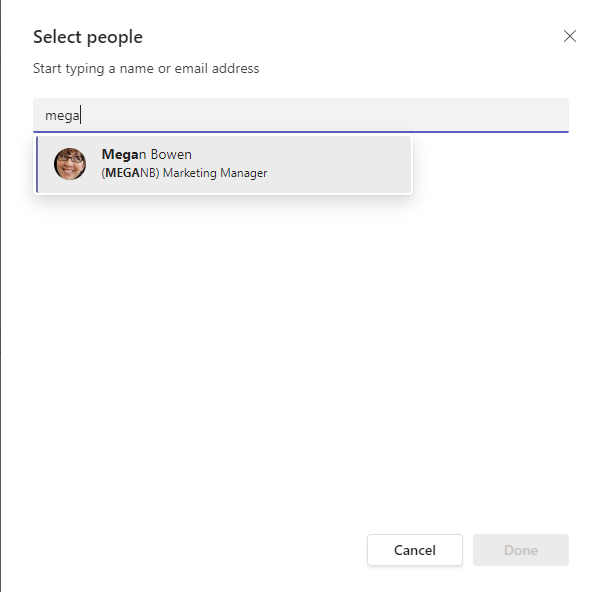 Select people
Start typing a name or email address
mega
Megan Bowen
(MEGANB) Marketing Manager
Cancel
Done